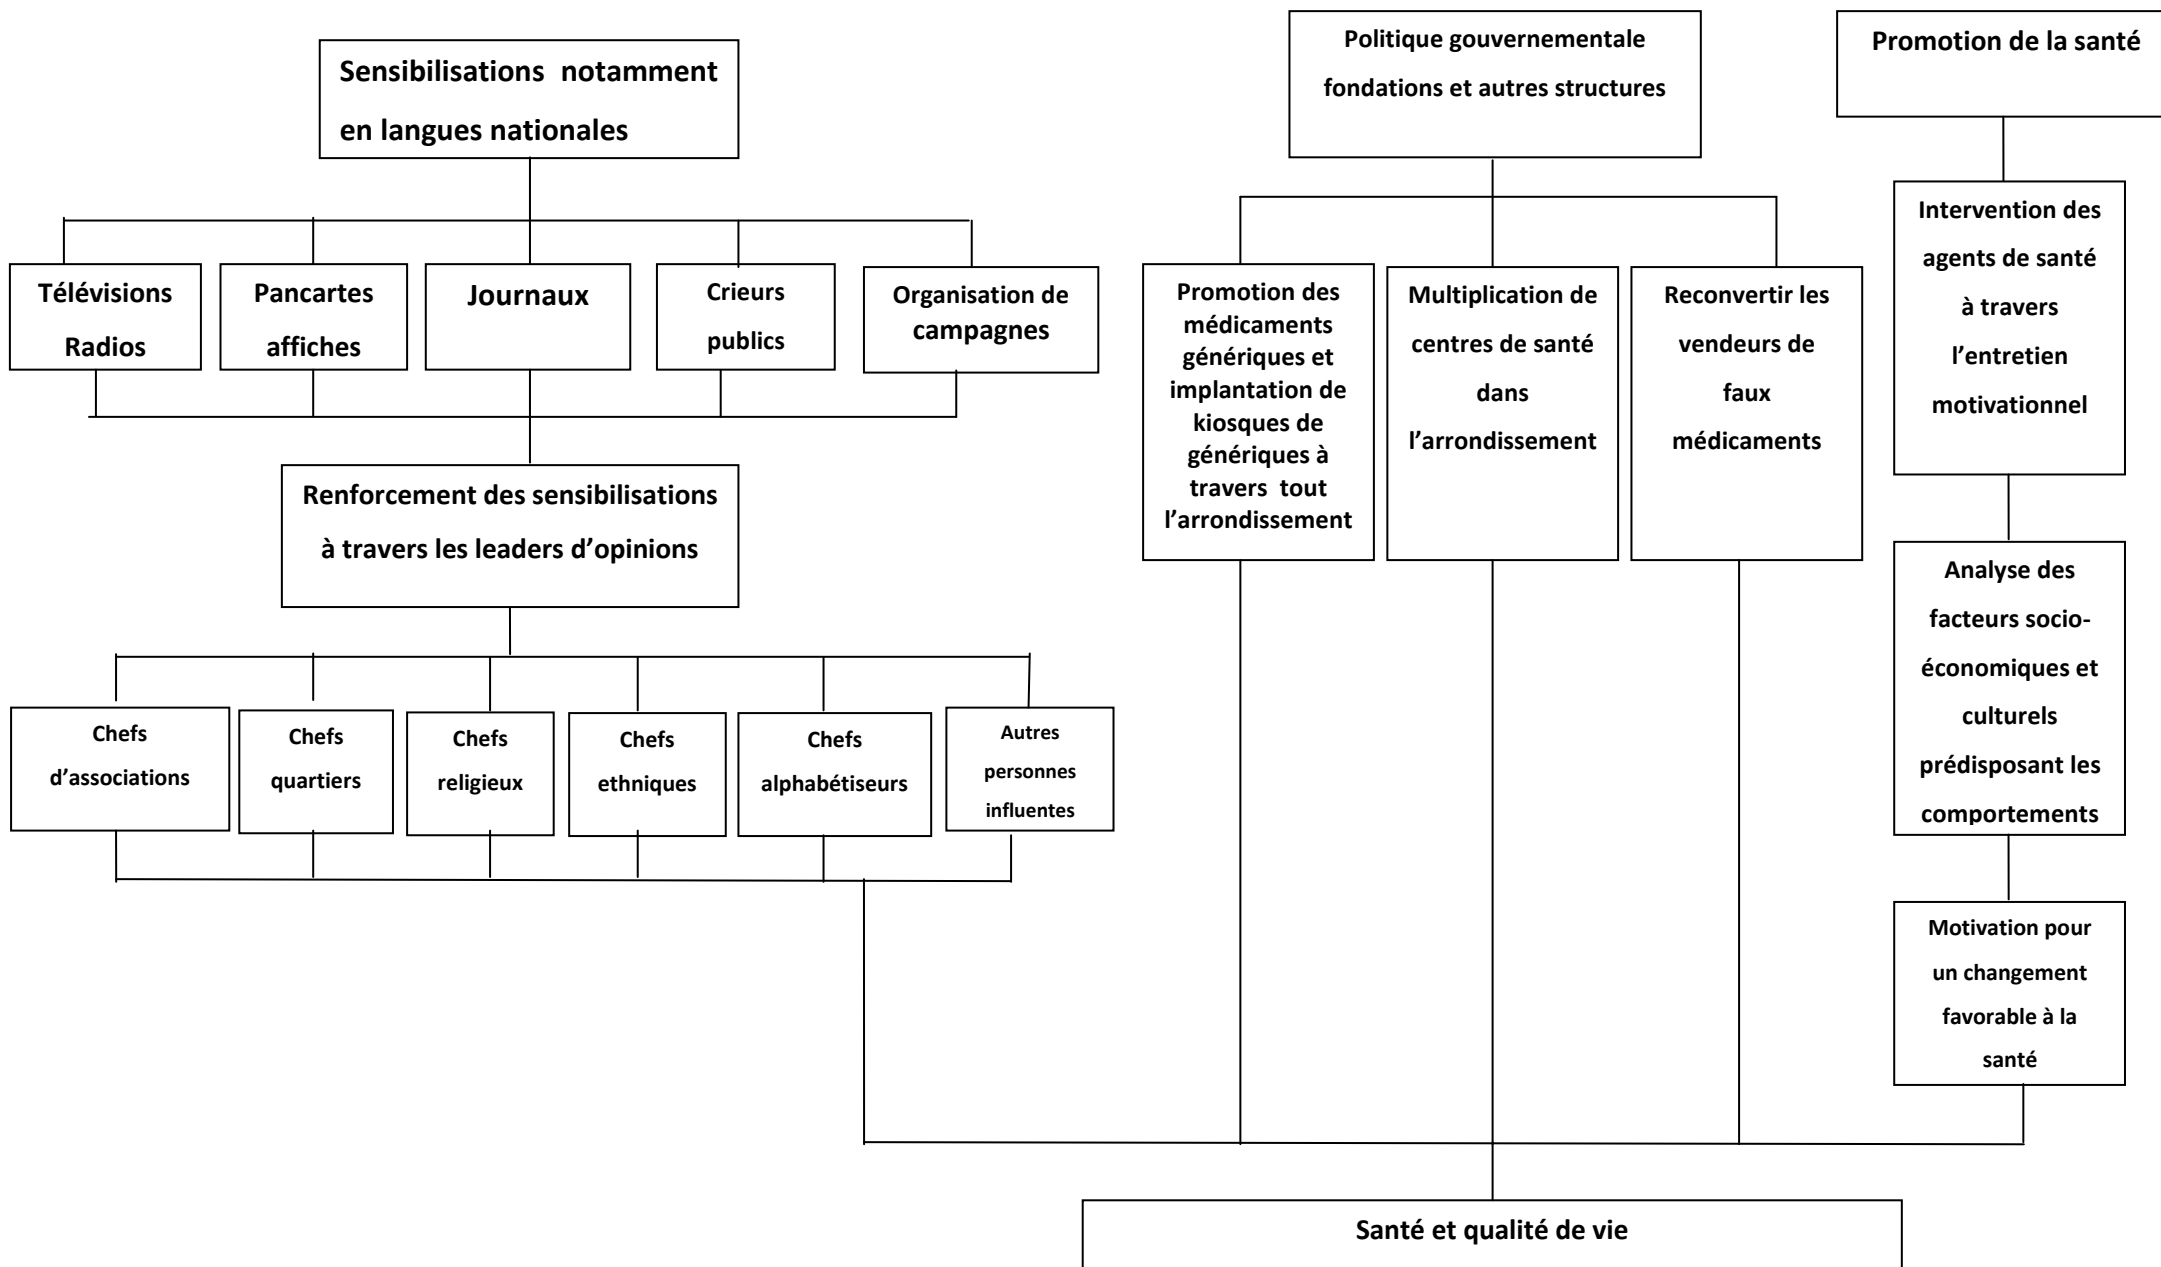 Sensibilisations notamment
en langues nationales
Politique gouvernementale
fondations et autres structures
Promotion de la santé
Télévisions
Radios
Pancartes
affiches
Journaux
Crieurs
publics
Organisation de
campagnes
Promotion des
médicaments
génériques et
implantation de
kiosques de
génériques à
travers tout
l’arrondissement
Multiplication de
centres de santé
dans
l’arrondissement
Reconvertir les
vendeurs de
faux
médicaments
Intervention des
agents de santé
à travers
l’entretien
motivationnel
Renforcement des sensibilisations
à travers les leaders d’opinions
Analyse des
facteurs socio-
économiques et
culturels
prédisposant les
comportements
Chefs
d’associations
Chefs
quartiers
Chefs
religieux
Chefs
ethniques
Chefs
alphabétiseurs
Autres
personnes
influentes
Motivation pour
un changement
favorable à la
santé
Santé et qualité de vie